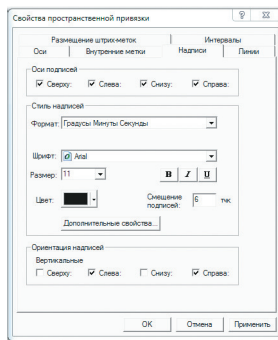 Свойства пространственной привязки
Размещение штрих-меток Интервалы
Оси Внутренние метки Надписи Линии
Оси подписей
Сверху: Слева: Снизу: Справа:
Стиль надписей
Формат: Градусы Минуты Секунды
Шрифт: Arial
Размер: 11 B I U
Цвет: Смещение подписей: 6 тчк
Дополнительные свойства...
Ориентация надписей
Вертикальные
Сверху: Слева: Снизу: Справа:
OK Отмена Применить